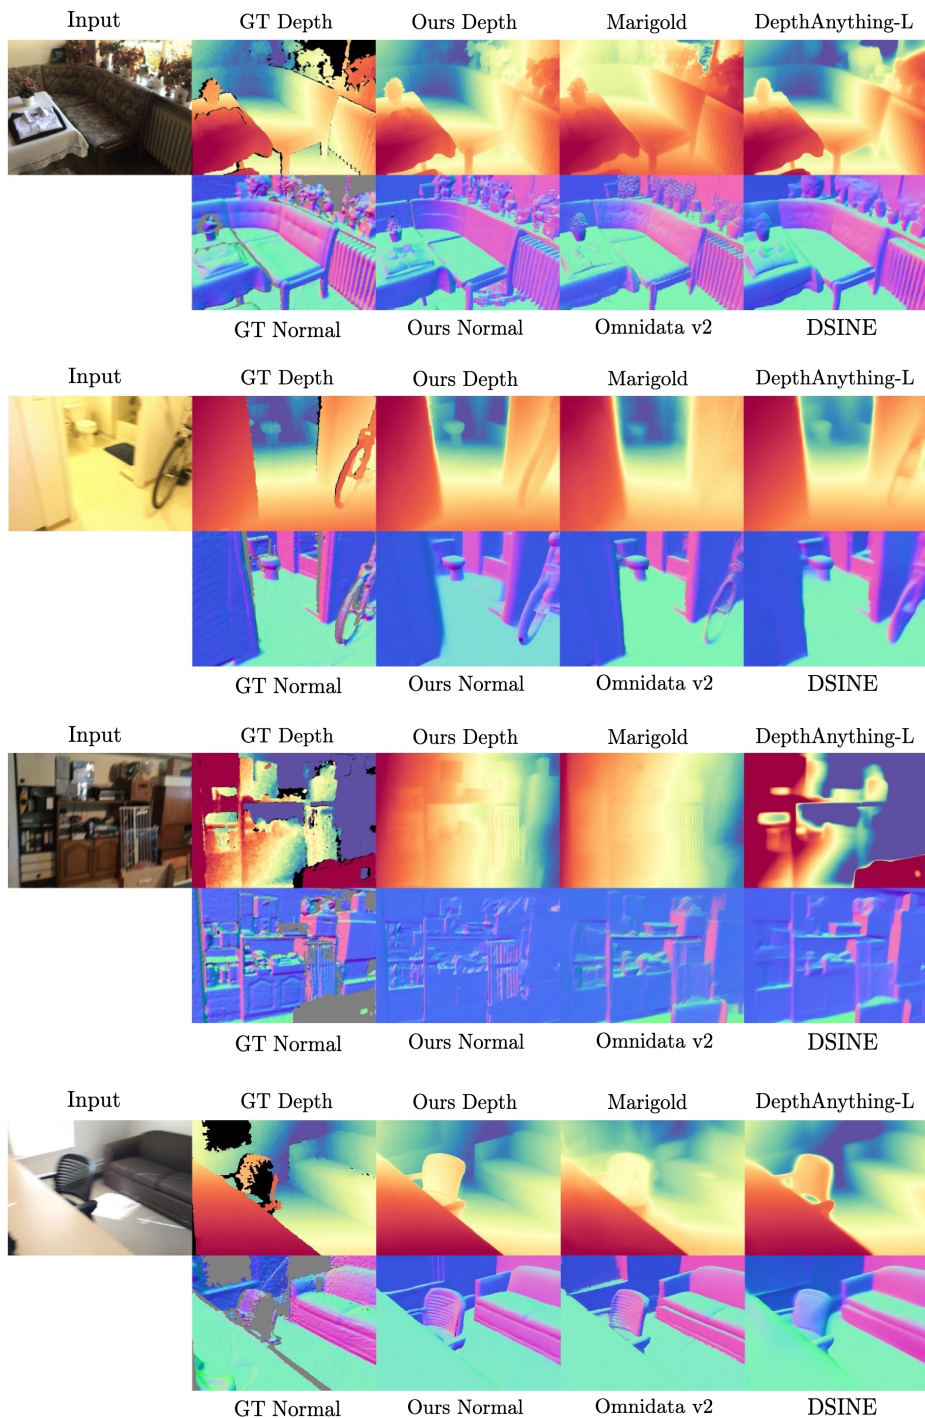 Input GT Depth Ours Depth Marigold DepthAnything-L
GT Normal Ours Normal Omnidata v2 DSINE
Input GT Depth Ours Depth Marigold DepthAnything-L
GT Normal Ours Normal Omnidata v2 DSINE
Input GT Depth Ours Depth Marigold DepthAnything-L
GT Normal Ours Normal Omnidata v2 DSINE
Input GT Depth Ours Depth Marigold DepthAnything-L
GT Normal Ours Normal Omnidata v2 DSINE